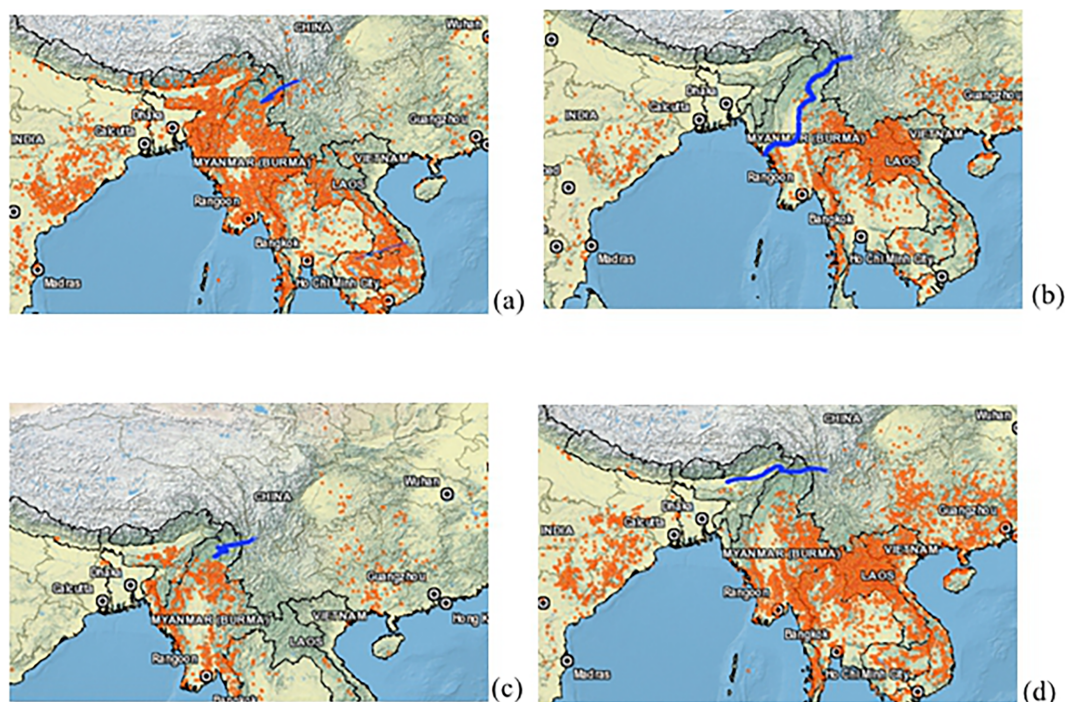 CHINA
Wuhan
Dhaka
Calcutta
INDIA
Guangzhou
MYANMAR (BURMA)
VIETNAM
LAOS
Rangoon
Bangkok
Madras
Ho Chi Minh City
(a)
CHINA
Dhaka
Calcutta
INDIA
Guangzhou
MYANMAR (BURMA)
VIETNAM
LAOS
Rangoon
Bangkok
Madras
Ho Chi Minh City
(b)
CHINA
Wuhan
Dhaka
Calcutta
Guangzhou
MYANMAR (BURMA)
VIETNAM
Hong K
LAOS
Rangoon
Bangkok
(c)
CHINA
Wuhan
Dhaka
Calcutta
INDIA
Guangzhou
MYANMAR (BURMA)
VIETNAM
LAOS
Rangoon
Bangkok
Madras
Ho Chi Minh City
(d)